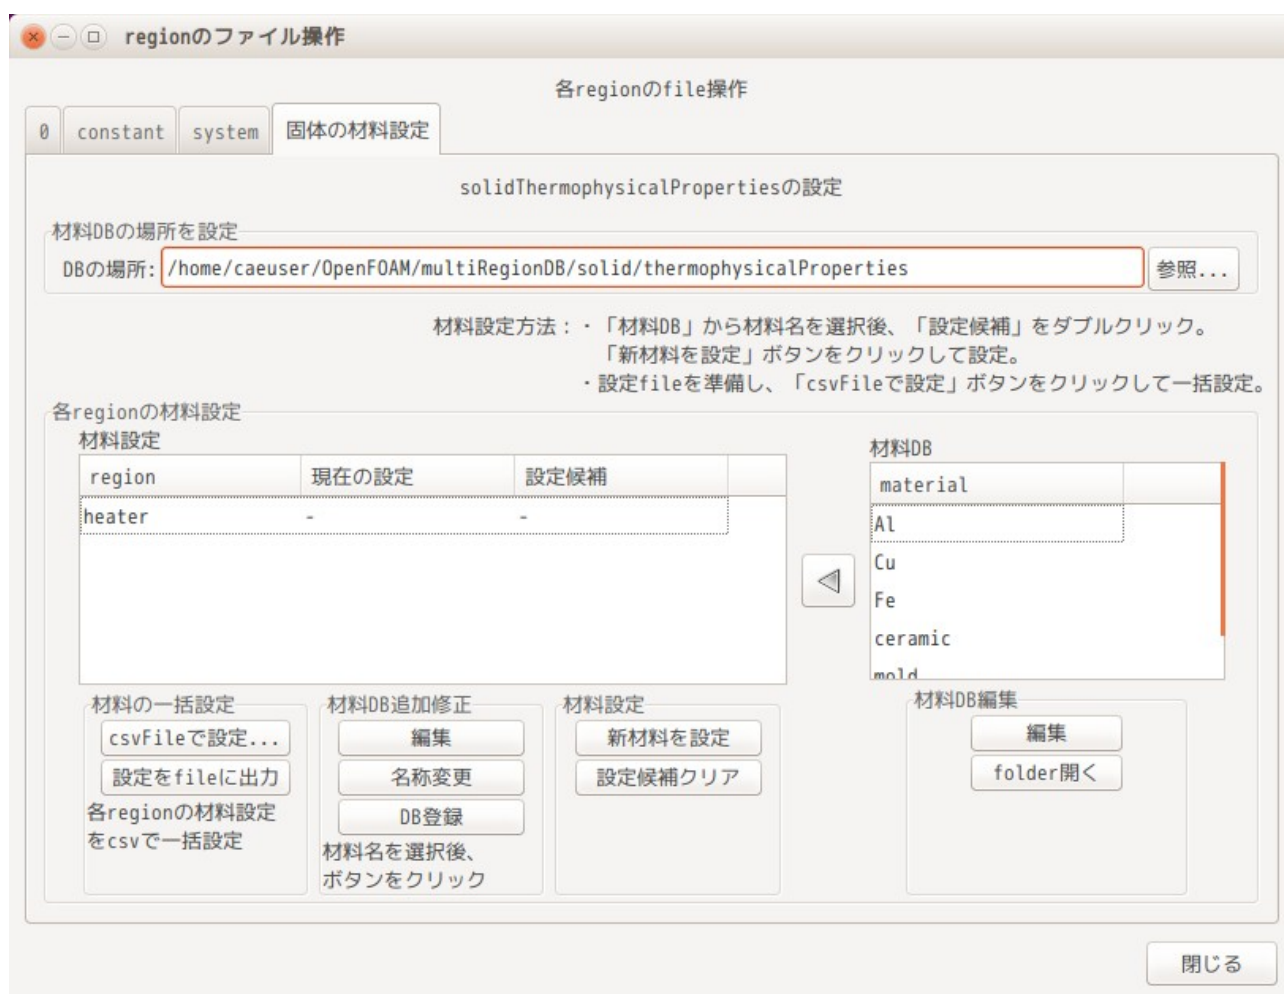 regionのファイル操作
各regionのfile操作
0 constant system 固体の材料設定
solidThermophysicalPropertiesの設定
材料DBの場所を設定
DBの場所: /home/caeuser/OpenFOAM/multiRegionDB/solid/thermophysicalProperties 参照...
材料設定方法：・「材料DB」から材料名を選択後、「設定候補」をダブルクリック。
「新材料を設定」ボタンをクリックして設定。
・設定fileを準備し、「csvFileで設定」ボタンをクリックして一括設定。
各regionの材料設定
材料設定
region 現在の設定 設定候補
heater - -
材料DB
material
Al
Cu
Fe
ceramic
mold
材料の一括設定
csvFileで設定...
設定をfileに出力
各regionの材料設定
をcsvで一括設定
材料DB追加修正
編集
名称変更
DB登録
材料名を選択後、
ボタンをクリック
材料設定
新材料を設定
設定候補クリア
材料DB編集
編集
folder開く
閉じる